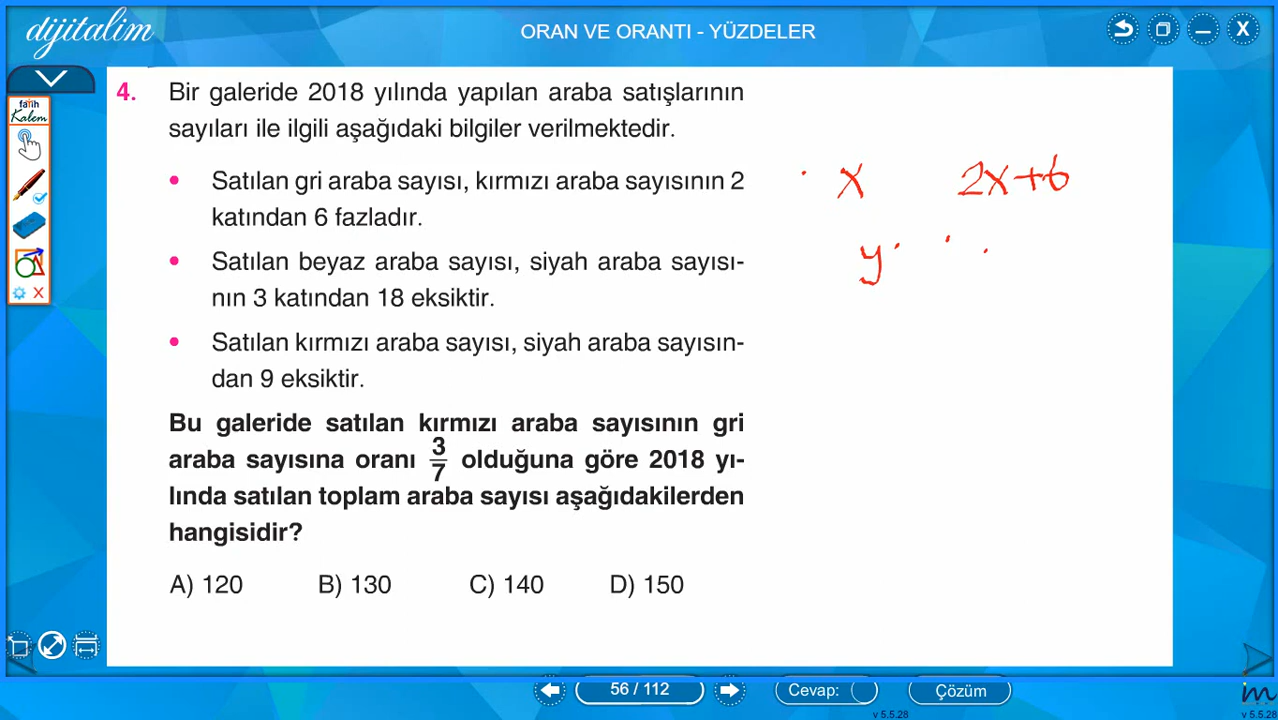 dijitalim
ORAN VE ORANTI - YÜZDELER
X
fatih
Kalem
4. Bir galeride 2018 yılında yapılan araba satışlarının
sayıları ile ilgili aşağıdaki bilgiler verilmektedir.
• Satılan gri araba sayısı, kırmızı araba sayısının 2
katından 6 fazladır.
x 2x+6
• Satılan beyaz araba sayısı, siyah araba sayısı-
nın 3 katından 18 eksiktir.
y
• Satılan kırmızı araba sayısı, siyah araba sayısın-
dan 9 eksiktir.
Bu galeride satılan kırmızı araba sayısının gri
araba sayısına oranı 3/7 olduğuna göre 2018 yı-
lında satılan toplam araba sayısı aşağıdakilerden
hangisidir?
A) 120 B) 130 C) 140 D) 150
56 / 112
Cevap:
Çözüm
im
v 5.5.28
v 5.5.28